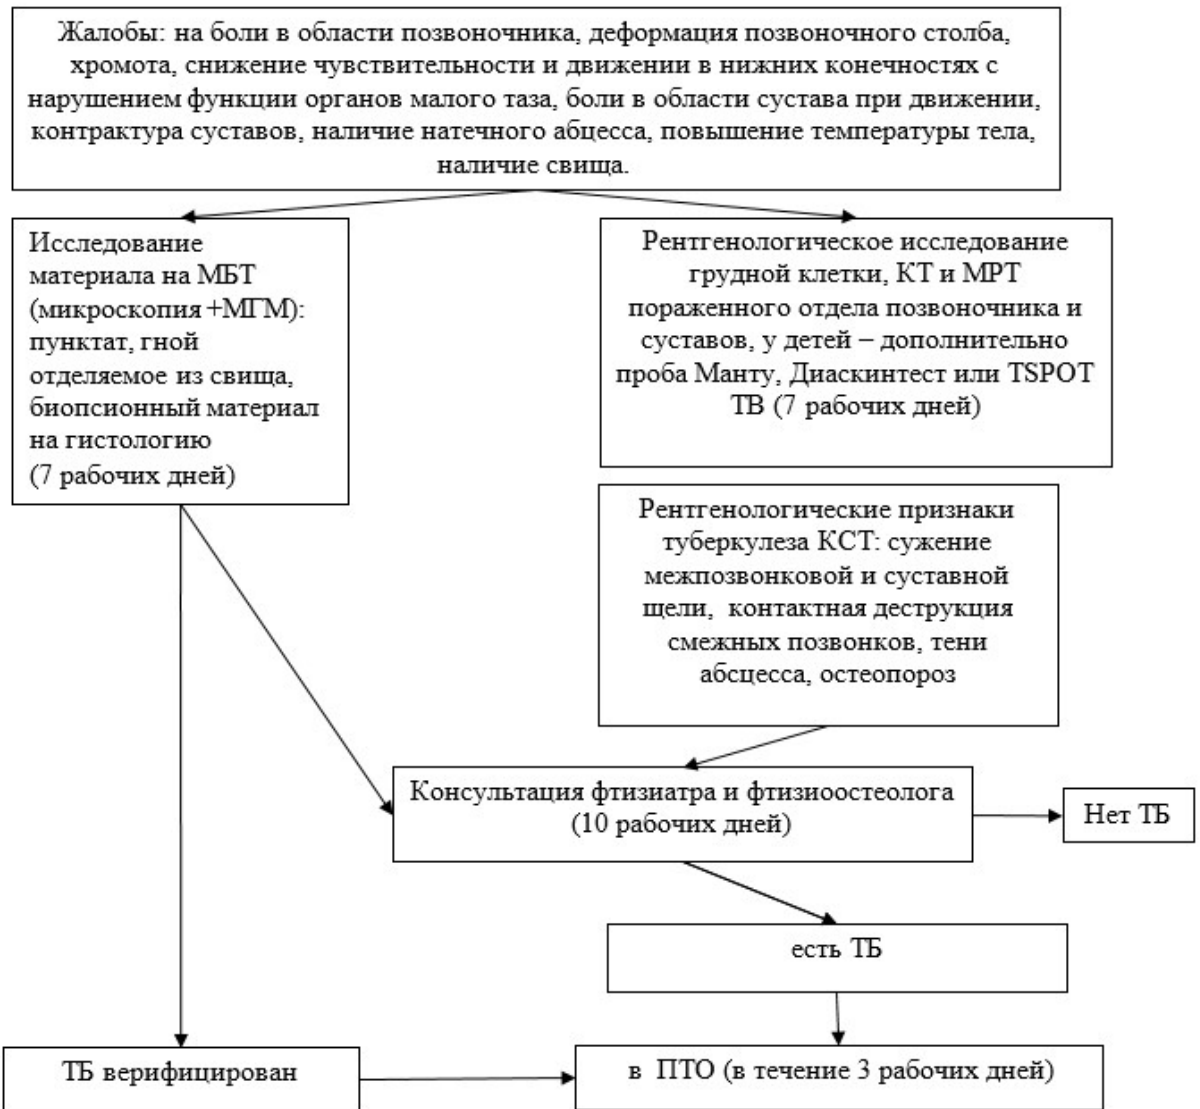 Жалобы: на боли в области позвоночника, деформация позвоночного столба,
хромота, снижение чувствительности и движении в нижних конечностях с
нарушением функции органов малого таза, боли в области сустава при движении,
контрактура суставов, наличие натечного абцесса, повышение температуры тела,
наличие свища.
Исследование
материала на МБТ
(микроскопия +МГМ):
пунктат, гной
отделяемое из свища,
биопсионный материал
на гистологию
(7 рабочих дней)
Рентгенологическое исследование
грудной клетки, КТ и МРТ
пораженного отдела позвоночника и
суставов, у детей – дополнительно
проба Манту, Диаскинтест или TSPOT
ТВ (7 рабочих дней)
Рентгенологические признаки
туберкулеза КСТ: сужение
межпозвонковой и суставной
щели, контактная деструкция
смежных позвонков, тени
абсцесса, остеопороз
Консультация фтизиатра и фтизиоостеолога
(10 рабочих дней)
Нет ТБ
есть ТБ
ТБ верифицирован
в ПТО (в течение 3 рабочих дней)